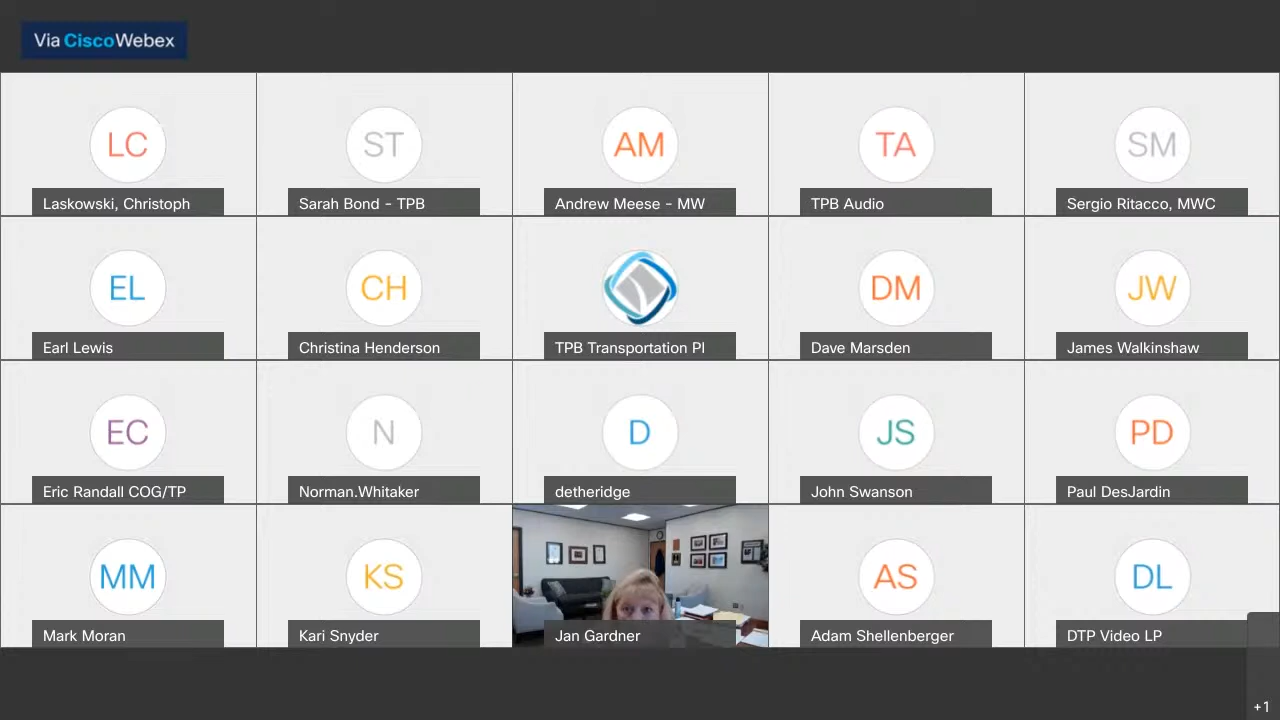 Via CiscoWebex
LC
ST
AM
TA
SM
Laskowski, Christoph
Sarah Bond - TPB
Andrew Meese - MW
TPB Audio
Sergio Ritacco, MWC
EL
CH
DM
JW
Earl Lewis
Christina Henderson
TPB Transportation Pl
Dave Marsden
James Walkinshaw
EC
N
D
JS
PD
Eric Randall COG/TP
Norman.Whitaker
detheridge
John Swanson
Paul DesJardin
MM
KS
AS
DL
Mark Moran
Kari Snyder
Jan Gardner
Adam Shellenberger
DTP Video LP
+1